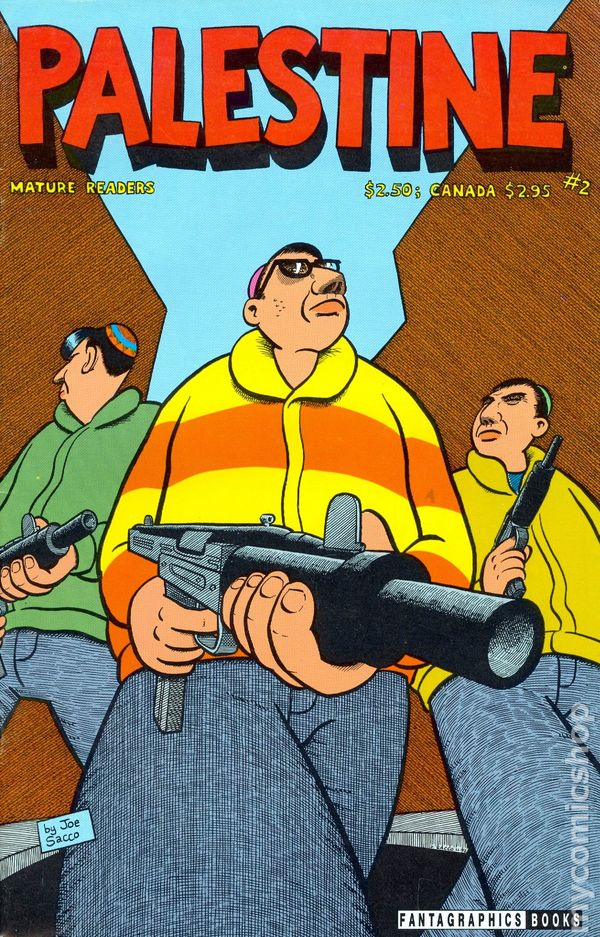 PALESTINE
MATURE READERS
$2.50; CANADA $2.95 #2
by Joe
Sacco
FANTAGRAPHICS BOOKS
mycomicshop